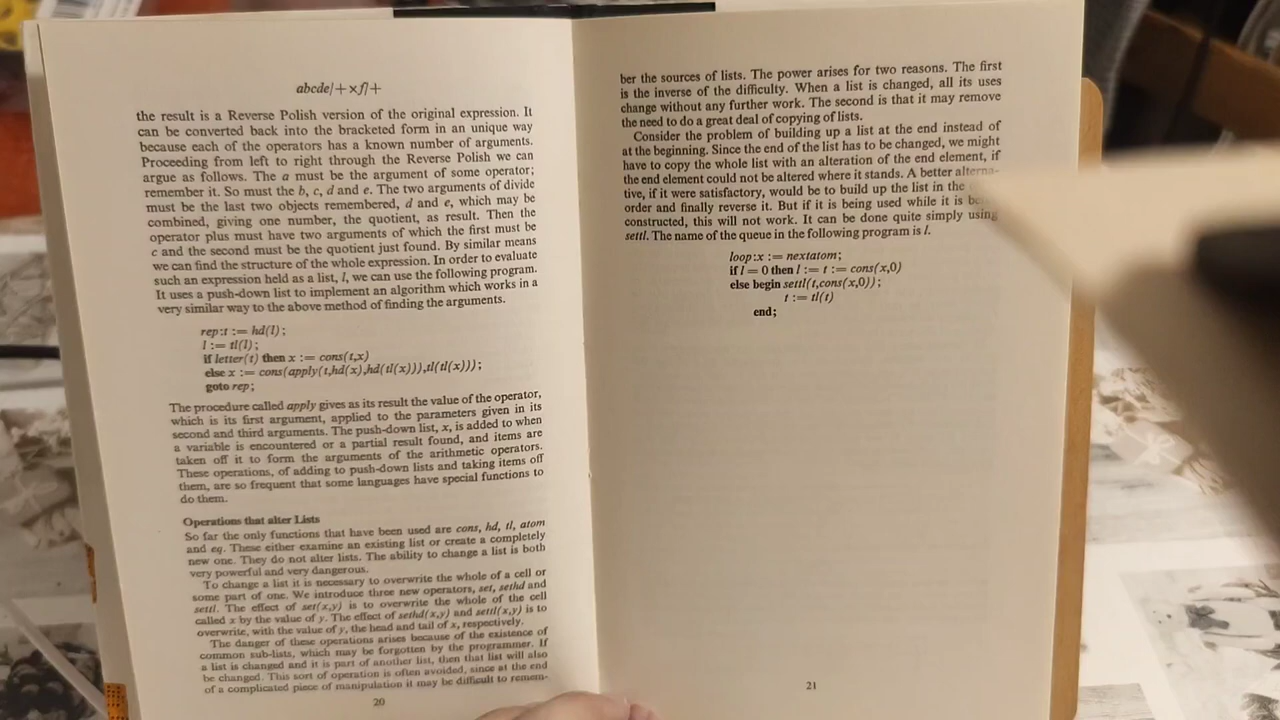 abcde/+×f/+
the result is a Reverse Polish version of the original expression. It
can be converted back into the bracketed form in an unique way
because each of the operators has a known number of arguments.
Proceeding from left to right through the Reverse Polish we can
argue as follows. The a must be the argument of some operator;
remember it. So must the b, c, d and e. The two arguments of divide
must be the last two objects remembered, d and e, which may be
combined, giving one number, the quotient, as result. Then the
operator plus must have two arguments of which the first must be
c and the second must be the quotient just found. By similar means
we can find the structure of the whole expression. In order to evaluate
such an expression held as a list, l, we can use the following program.
It uses a push-down list to implement an algorithm which works in a
very similar way to the above method of finding the arguments.
rep:t := hd(l);
l := tl(l);
if letter(t) then x := cons(t,x)
else x := cons(apply(t,hd(x),hd(tl(x))),tl(tl(x)));
goto rep;
The procedure called apply gives as its result the value of the operator,
which is its first argument, applied to the parameters given in its
second and third arguments. The push-down list, x, is added to when
a variable is encountered or a partial result found, and items are
taken off it to form the arguments of the arithmetic operators.
These operations, of adding to push-down lists and taking items off
them, are so frequent that some languages have special functions to
do them.
Operations that alter Lists
So far the only functions that have been used are cons, hd, tl, atom
and eq. These either examine an existing list or create a completely
new one. They do not alter lists. The ability to change a list is both
very powerful and very dangerous.
To change a list it is necessary to overwrite the whole of a cell or
some part of one. We introduce three new operators, set, sethd and
settl. The effect of set(x,y) is to overwrite the whole of the cell
called x by the value of y. The effect of sethd(x,y) and settl(x,y) is to
overwrite, with the value of y, the head and tail of x, respectively.
The danger of these operations arises because of the existence of
common sub-lists, which may be forgotten by the programmer. If
a list is changed and it is part of another list, then that list will also
be changed. This sort of operation is often avoided, since at the end
of a complicated piece of manipulation it may be difficult to remem-
20
ber the sources of lists. The power arises for two reasons. The first
is the inverse of the difficulty. When a list is changed, all its uses
change without any further work. The second is that it may remove
the need to do a great deal of copying of lists.
Consider the problem of building up a list at the end instead of
at the beginning. Since the end of the list has to be changed, we might
have to copy the whole list with an alteration of the end element, if
the end element could not be altered where it stands. A better alterna-
tive, if it were satisfactory, would be to build up the list in the
order and finally reverse it. But if it is being used while it is
constructed, this will not work. It can be done quite simply using
settl. The name of the queue in the following program is l.
loop:x := nextatom;
if l = 0 then l := t := cons(x,0)
else begin settl(t,cons(x,0));
t := tl(t)
end;
21